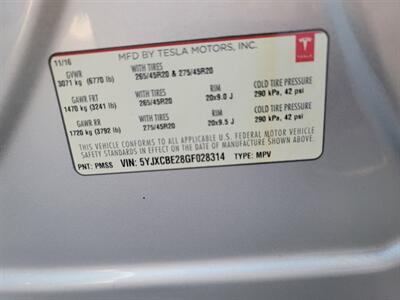 11/16 MFD BY TESLA MOTORS, INC.
GVWR WITH TIRES
3071 kg (6770 lb) 265/45R20 & 275/45R20 TESLA
GAWR FRT WITH TIRES RIM COLD TIRE PRESSURE
1470 kg (3241 lb) 265/45R20 20x9.0 J 290 kPa, 42 psi
GAWR RR WITH TIRES RIM COLD TIRE PRESSURE
1720 kg (3792 lb) 275/45R20 20x9.5 J 290 kPa, 42 psi
THIS VEHICLE CONFORMS TO ALL APPLICABLE U.S. FEDERAL MOTOR VEHICLE
SAFETY AND THEFT PREVENTION STANDARDS IN EFFECT ON THE DATE OF MANUFACTURE SHOWN ABOVE.
PNT: PMSS VIN: 5YJXCBE28GF028314 TYPE: MPV